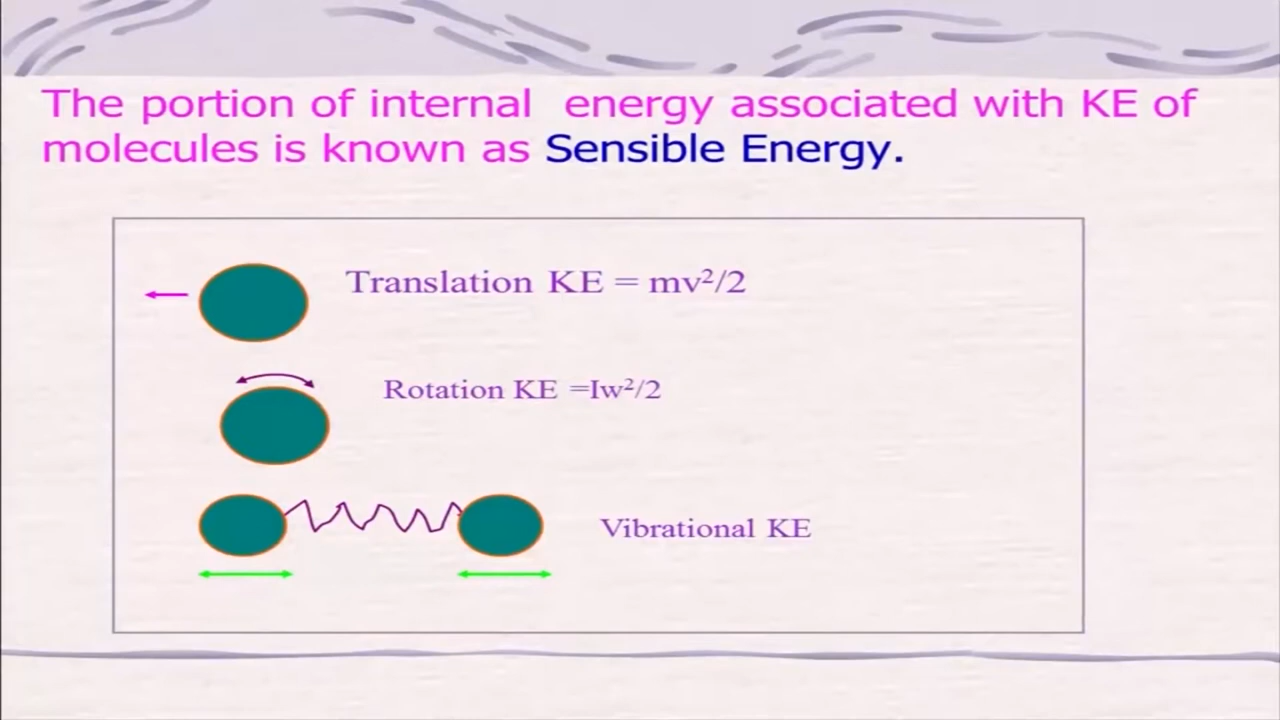 The portion of internal energy associated with KE of
molecules is known as Sensible Energy.
Translation KE = mv²/2
Rotation KE =Iw²/2
Vibrational KE